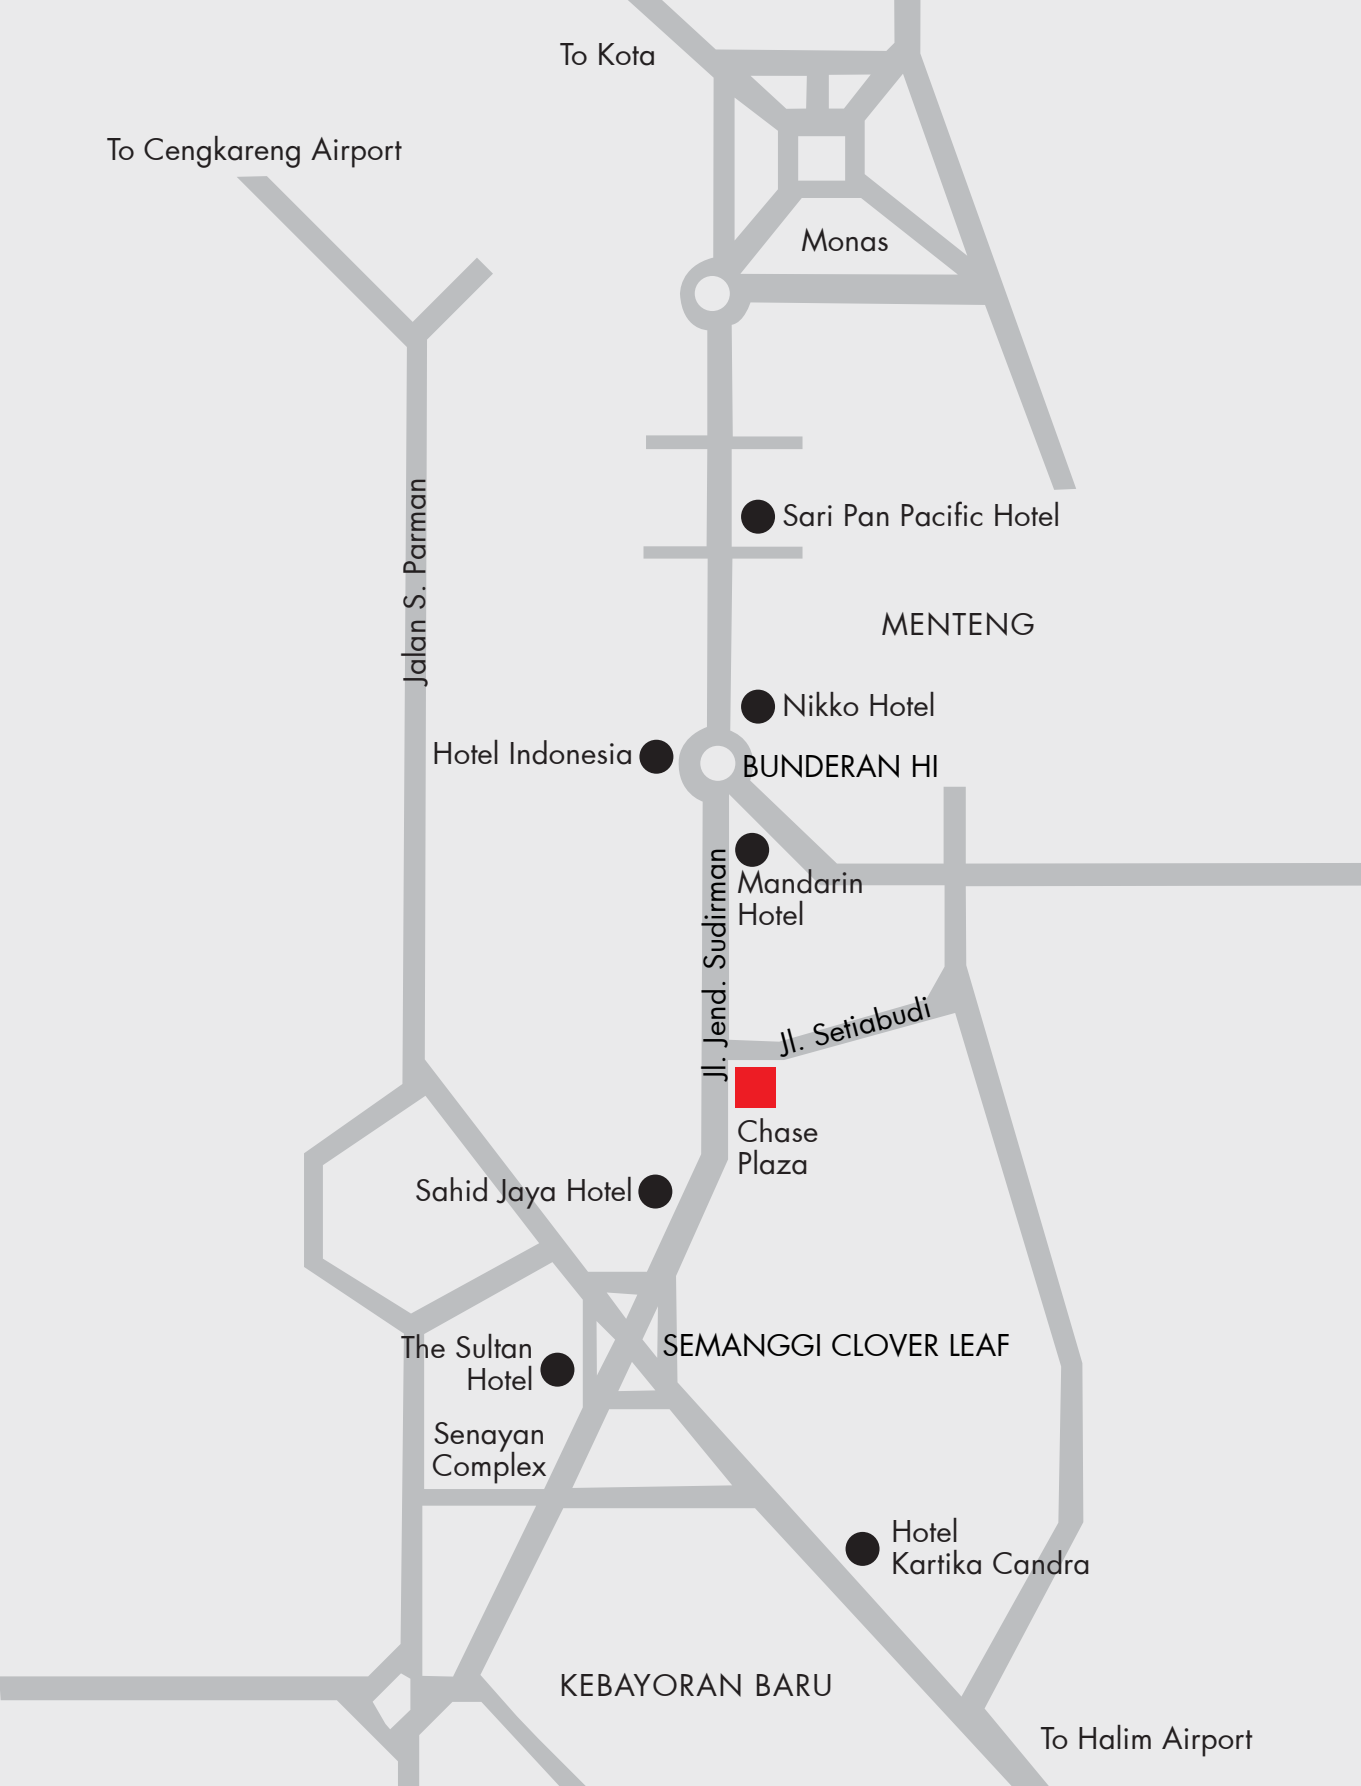 To Kota
To Cengkareng Airport
Monas
Jalan S. Parman
Sari Pan Pacific Hotel
MENTENG
Nikko Hotel
Hotel Indonesia
BUNDERAN HI
Mandarin
Hotel
Jl. Jend. Sudirman
Jl. Setiabudi
Chase
Plaza
Sahid Jaya Hotel
SEMANGGI CLOVER LEAF
The Sultan
Hotel
Senayan
Complex
Hotel
Kartika Candra
KEBAYORAN BARU
To Halim Airport